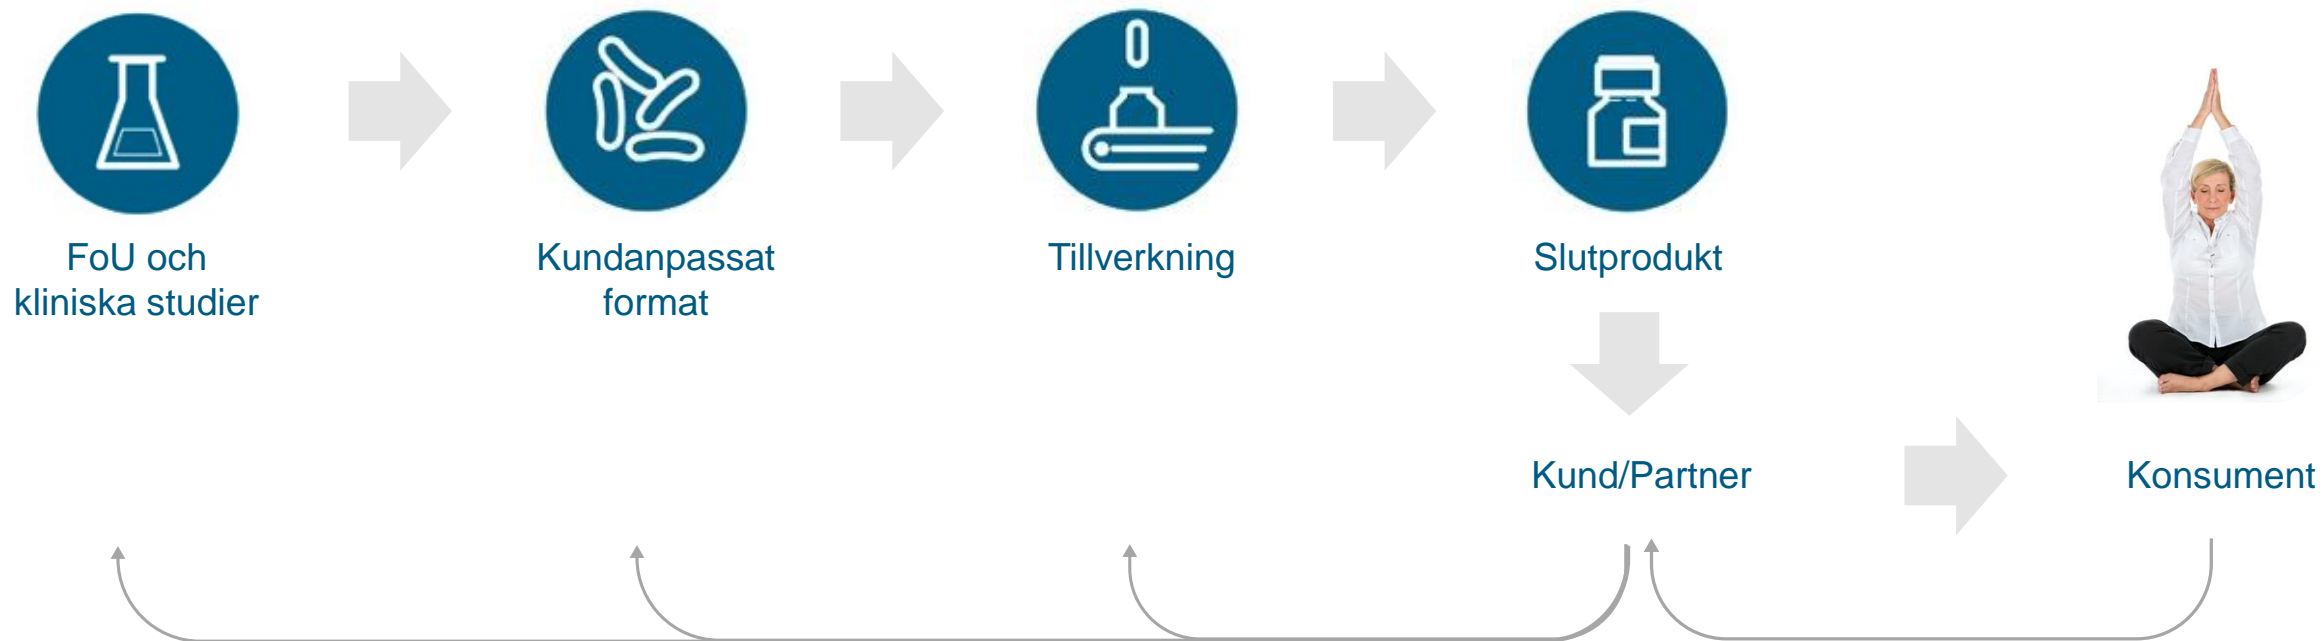 FoU och
kliniska studier
Kundanpassat
format
Tillverkning
Slutprodukt
Kund/Partner
Konsument